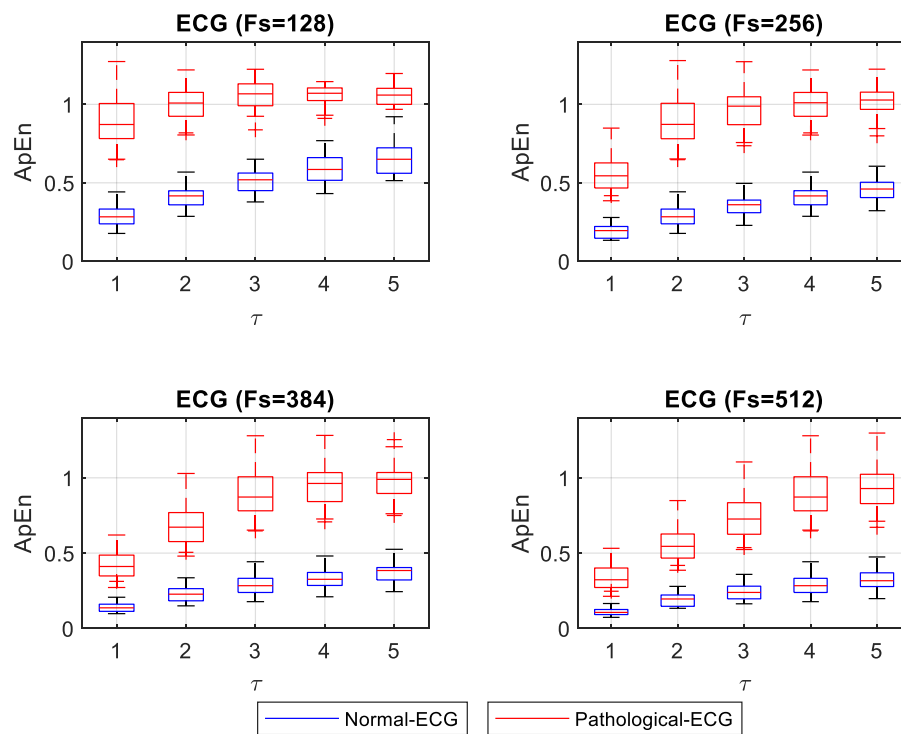 ECG (Fs=128)
ApEn
1
0.5
0
1 2 3 4 5
τ
ECG (Fs=256)
ApEn
1
0.5
0
1 2 3 4 5
τ
ECG (Fs=384)
ApEn
1
0.5
0
1 2 3 4 5
τ
ECG (Fs=512)
ApEn
1
0.5
0
1 2 3 4 5
τ
Normal-ECG
Pathological-ECG